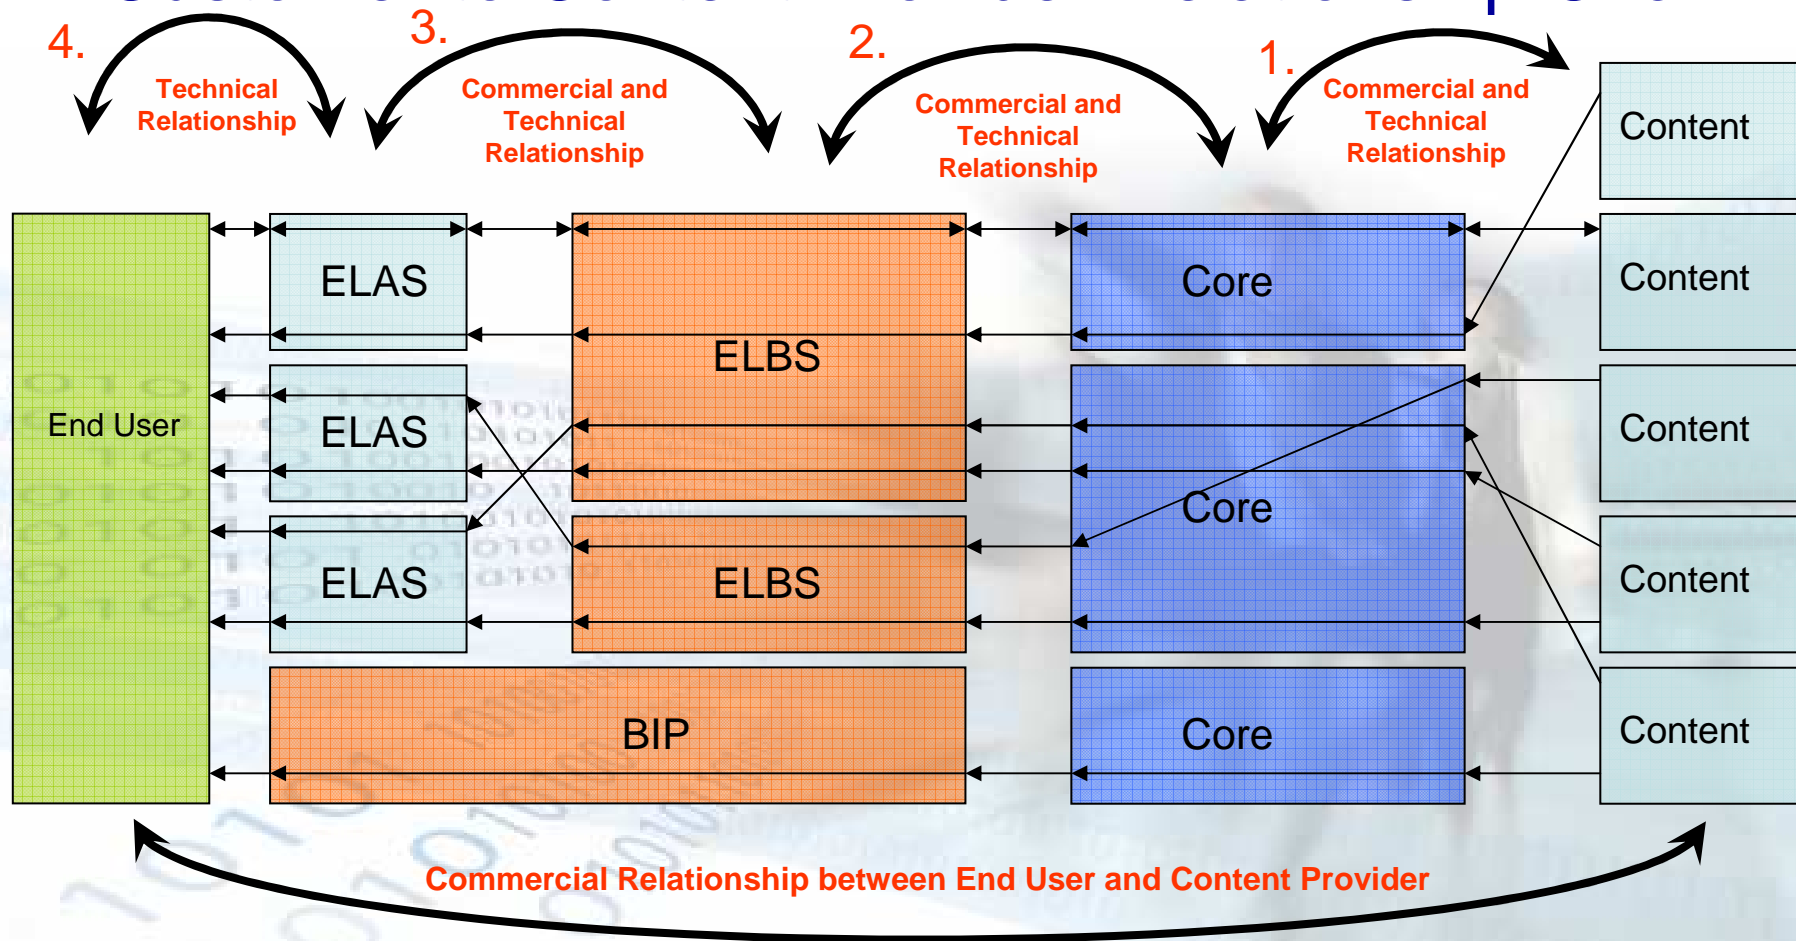 4.
3.
2.
1.
Technical
Relationship
Commercial and
Technical
Relationship
Commercial and
Technical
Relationship
Commercial and
Technical
Relationship
End User
ELAS
ELAS
ELAS
ELBS
ELBS
BIP
Core
Core
Core
Content
Content
Content
Content
Content
Commercial Relationship between End User and Content Provider